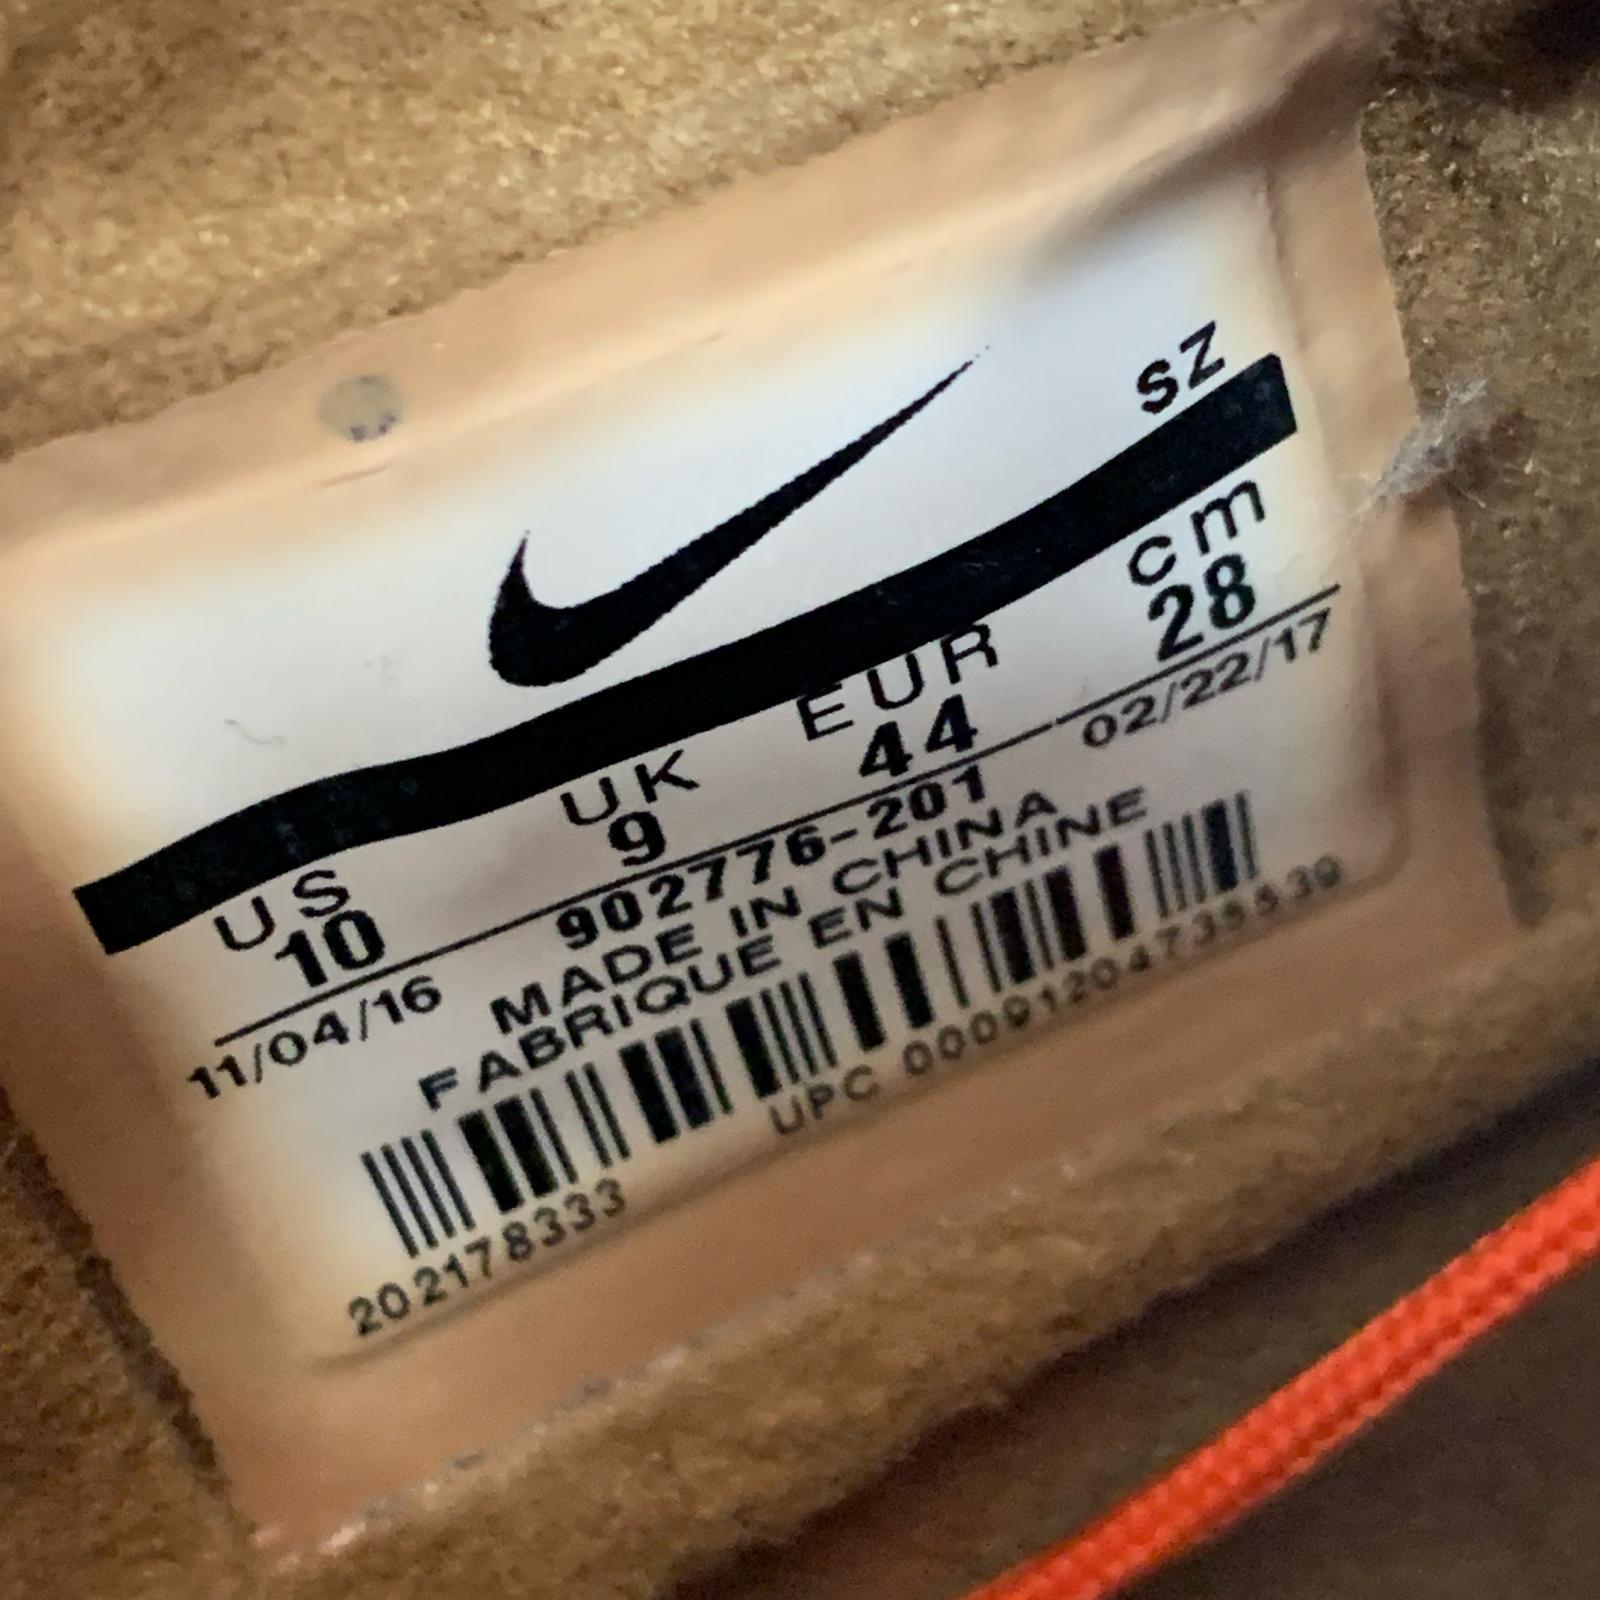 SZ
US UK EUR cm
10 9 44 28
11/04/16 902776-201 02/22/17
MADE IN CHINA
FABRIQUE EN CHINE
UPC 00091204735539
202178333